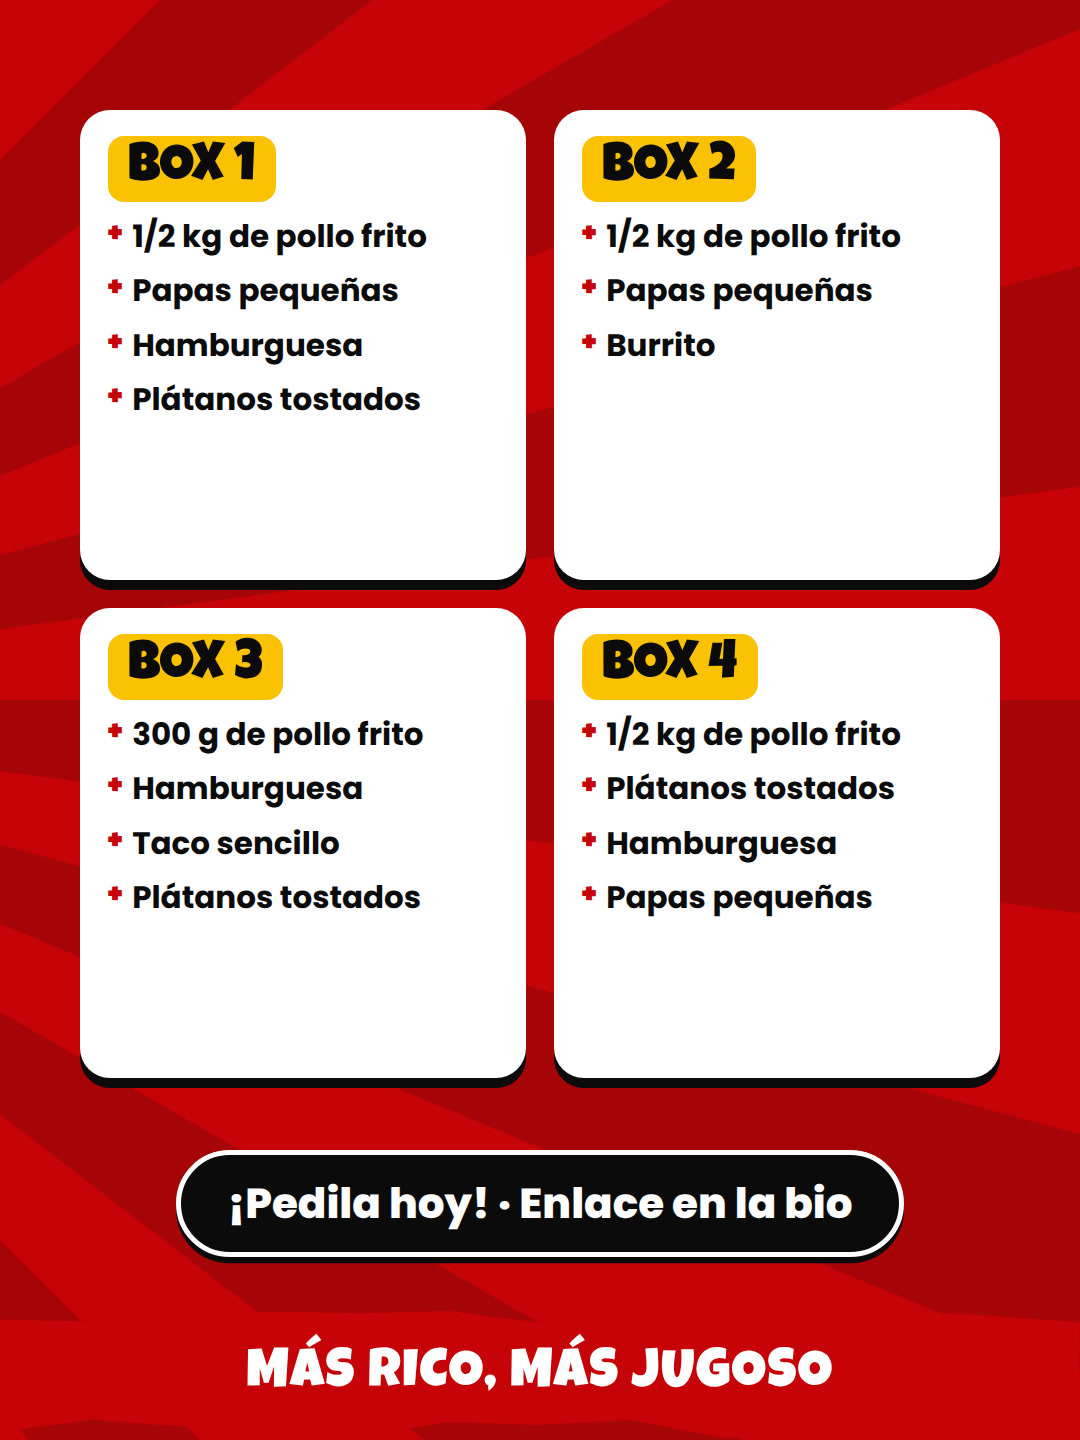 BOX 1
+ 1/2 kg de pollo frito
+ Papas pequeñas
+ Hamburguesa
+ Plátanos tostados
BOX 2
+ 1/2 kg de pollo frito
+ Papas pequeñas
+ Burrito
BOX 3
+ 300 g de pollo frito
+ Hamburguesa
+ Taco sencillo
+ Plátanos tostados
BOX 4
+ 1/2 kg de pollo frito
+ Plátanos tostados
+ Hamburguesa
+ Papas pequeñas
¡Pedila hoy! · Enlace en la bio
MÁS RICO, MÁS JUGOSO